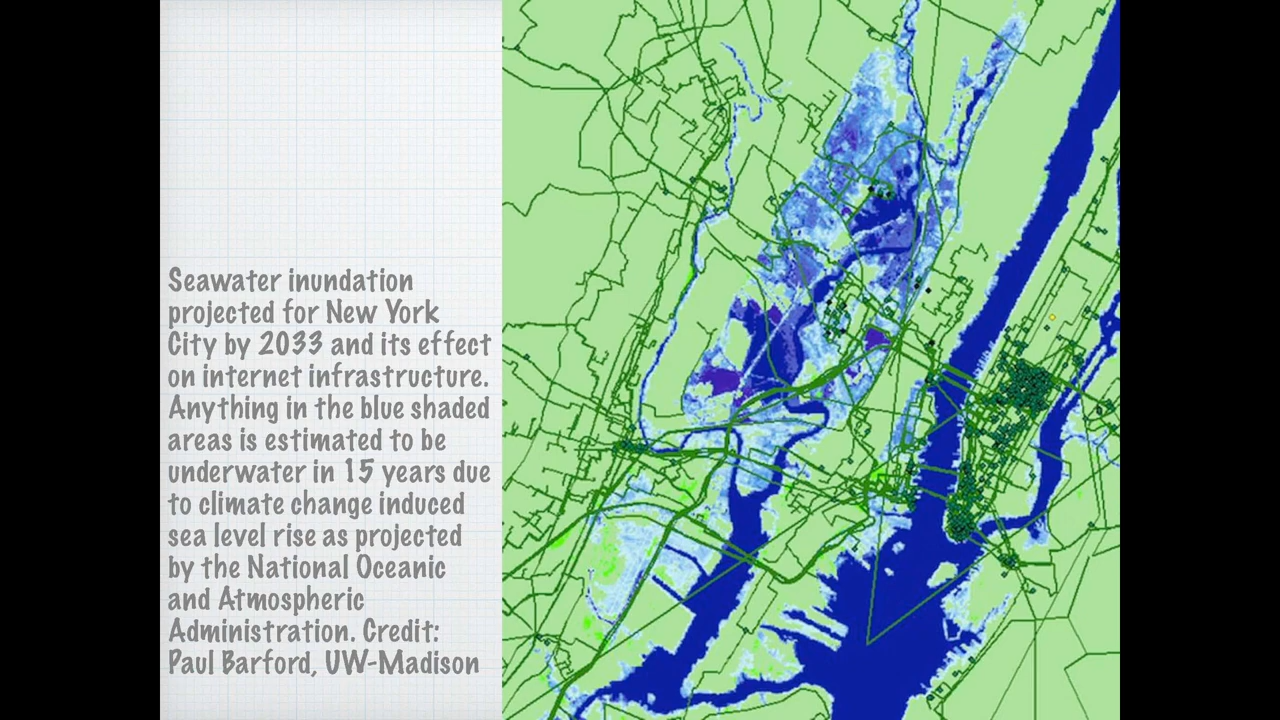 Seawater inundation
projected for New York
City by 2033 and its effect
on internet infrastructure.
Anything in the blue shaded
areas is estimated to be
underwater in 15 years due
to climate change induced
sea level rise as projected
by the National Oceanic
and Atmospheric
Administration. Credit:
Paul Barford, UW-Madison